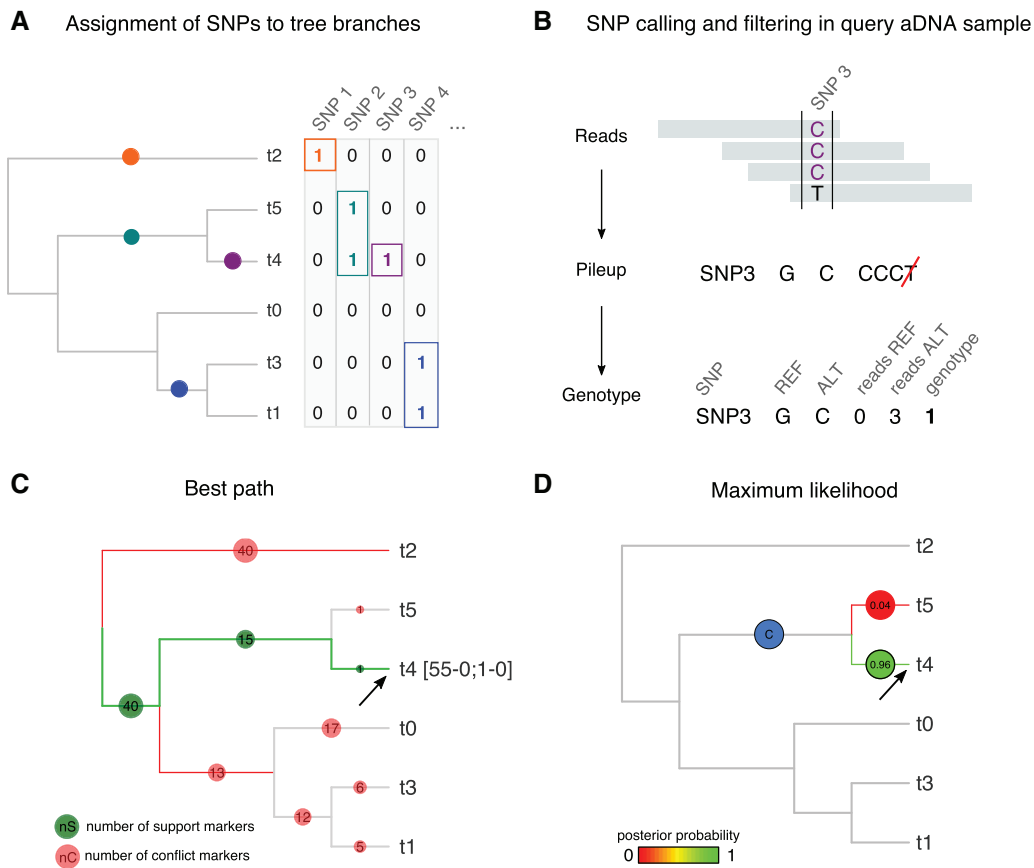 A Assignment of SNPs to tree branches
SNP 1 SNP 2 SNP 3 SNP 4 ...
t2 1 0 0 0
t5 0 1 0 0
t4 0 1 1 0
t0 0 0 0 0
t3 0 0 0 1
t1 0 0 0 1
B SNP calling and filtering in query aDNA sample
SNP 3
Reads
C
C
C
T
Pileup SNP3 G C CCCT
SNP REF ALT reads REF reads ALT genotype
Genotype SNP3 G C 0 3 1
C Best path
40 t2
1 t5
15
1 t4 [55-0;1-0]
40
17 t0
13
6 t3
12
5 t1
nS number of support markers
nC number of conflict markers
D Maximum likelihood
t2
0.04 t5
C
0.96 t4
t0
t3
t1
posterior probability
0 1